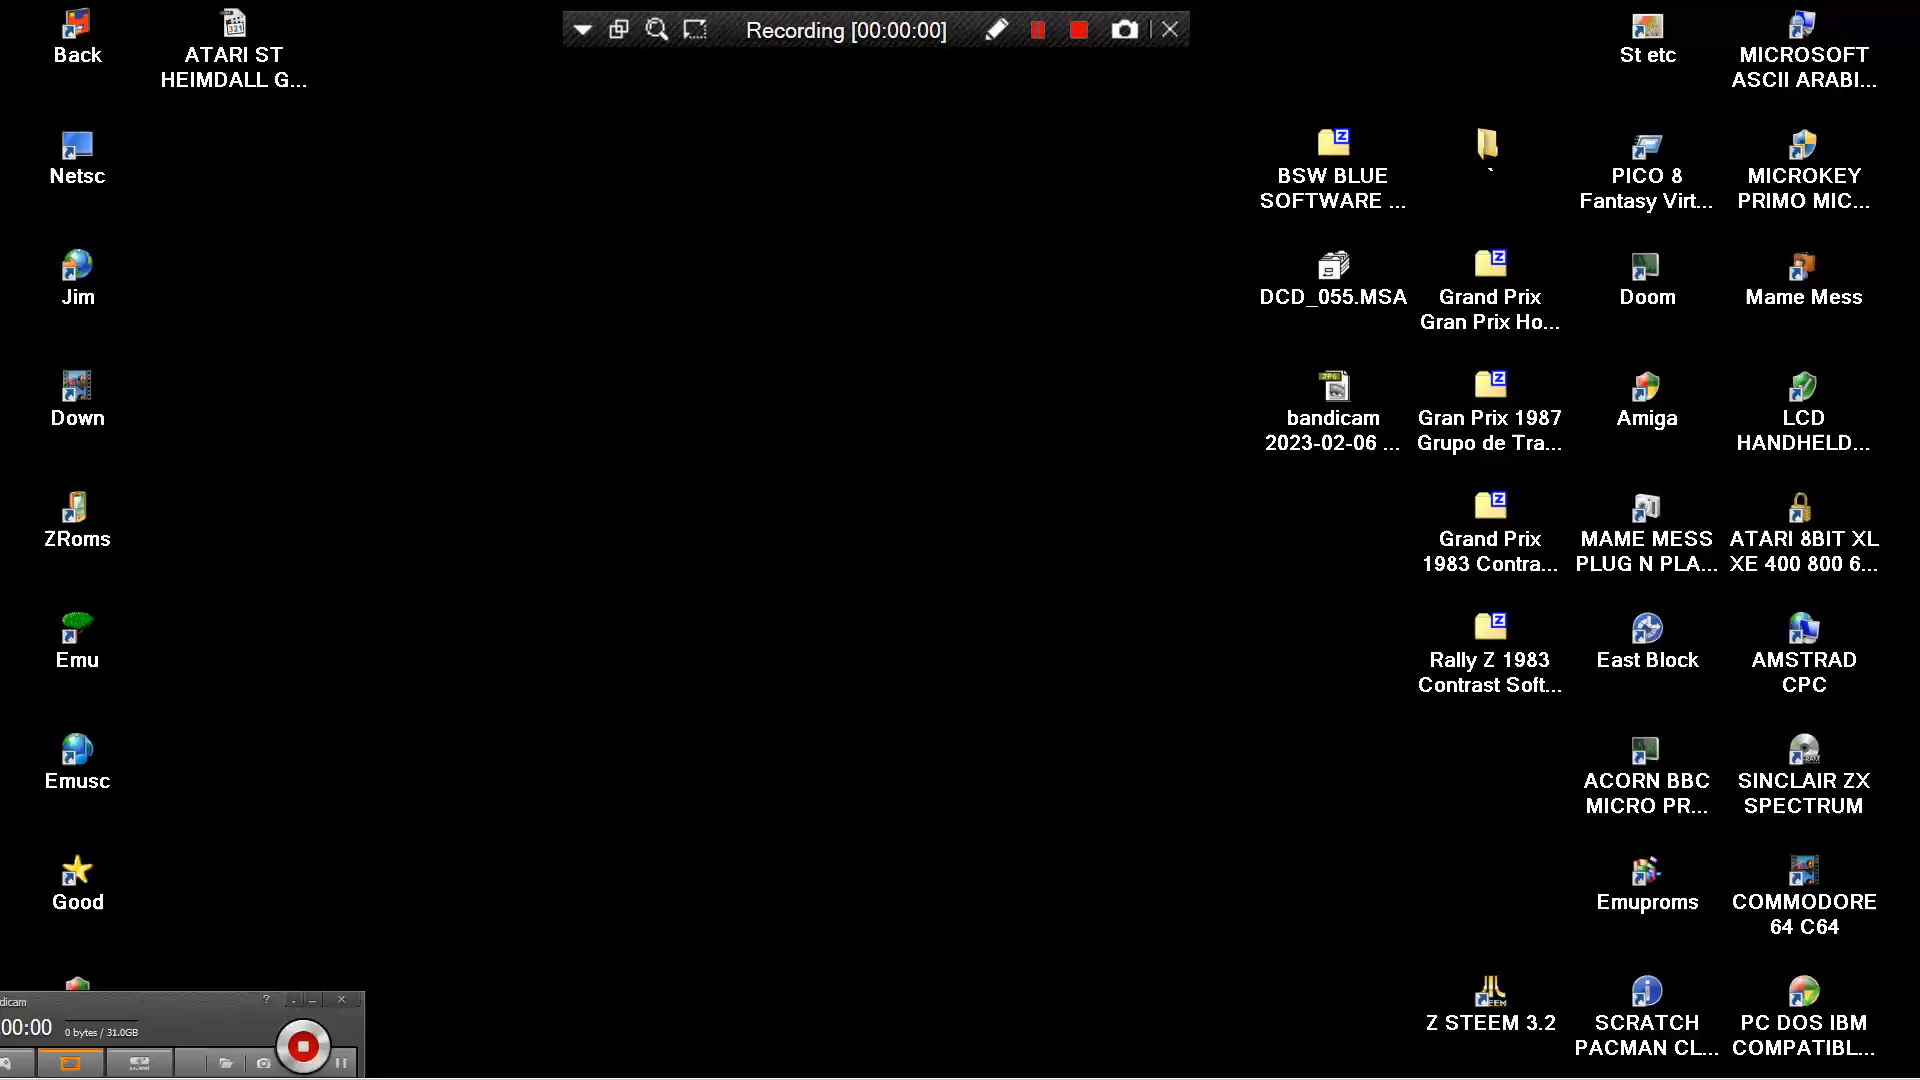 Recording [00:00:00]
Back
ATARI ST
HEIMDALL G...
St etc
MICROSOFT
ASCII ARABI...
Netsc
BSW BLUE
SOFTWARE ...
`
PICO 8
Fantasy Virt...
MICROKEY
PRIMO MIC...
Jim
DCD_055.MSA
Grand Prix
Gran Prix Ho...
Doom
Mame Mess
Down
bandicam
2023-02-06 ...
Gran Prix 1987
Grupo de Tra...
Amiga
LCD
HANDHELD...
ZRoms
Grand Prix
1983 Contra...
MAME MESS
PLUG N PLA...
ATARI 8BIT XL
XE 400 800 6...
Emu
Rally Z 1983
Contrast Soft...
East Block
AMSTRAD
CPC
Emusc
ACORN BBC
MICRO PR...
SINCLAIR ZX
SPECTRUM
Good
Emuproms
COMMODORE
64 C64
Z STEEM 3.2
SCRATCH
PACMAN CL...
PC DOS IBM
COMPATIBL...
dicam
00:00
0 bytes / 31.0GB